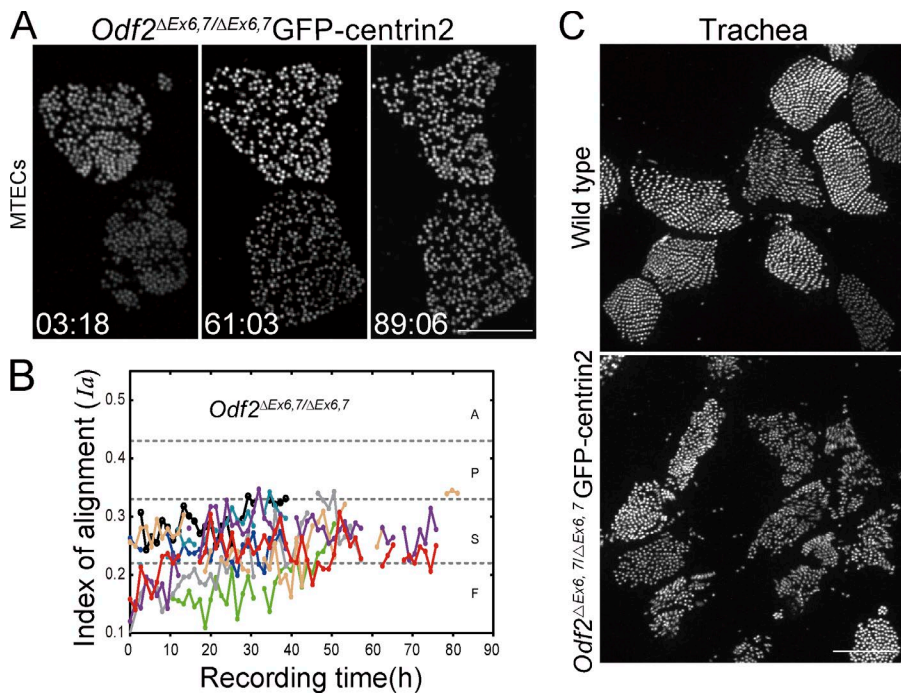 A
Odf2ΔEx6,7/ΔEx6,7GFP-centrin2
MTECs
03:18
61:03
89:06
B
Index of alignment (Ia)
Odf2ΔEx6,7/ΔEx6,7
0.5
0.4
0.3
0.2
0.1
A
P
S
F
0 10 20 30 40 50 60 70 80 90
Recording time(h)
C
Trachea
Wild type
Odf2ΔEx6, 7/ΔEx6, 7 GFP-centrin2